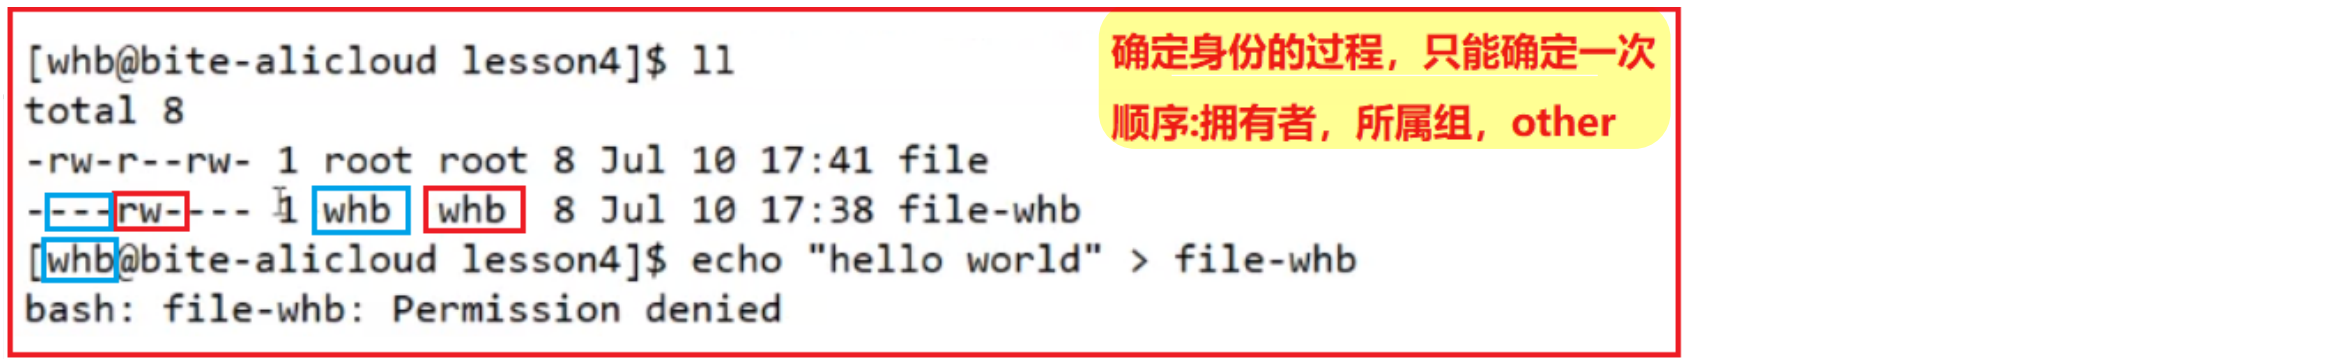 [whb@bite-alicloud lesson4]$ ll
确定身份的过程，只能确定一次
顺序:拥有者，所属组，other
total 8
-rw-r--rw- 1 root root 8 Jul 10 17:41 file
----rw---- 1 whb whb 8 Jul 10 17:38 file-whb
[whb@bite-alicloud lesson4]$ echo "hello world" > file-whb
bash: file-whb: Permission denied